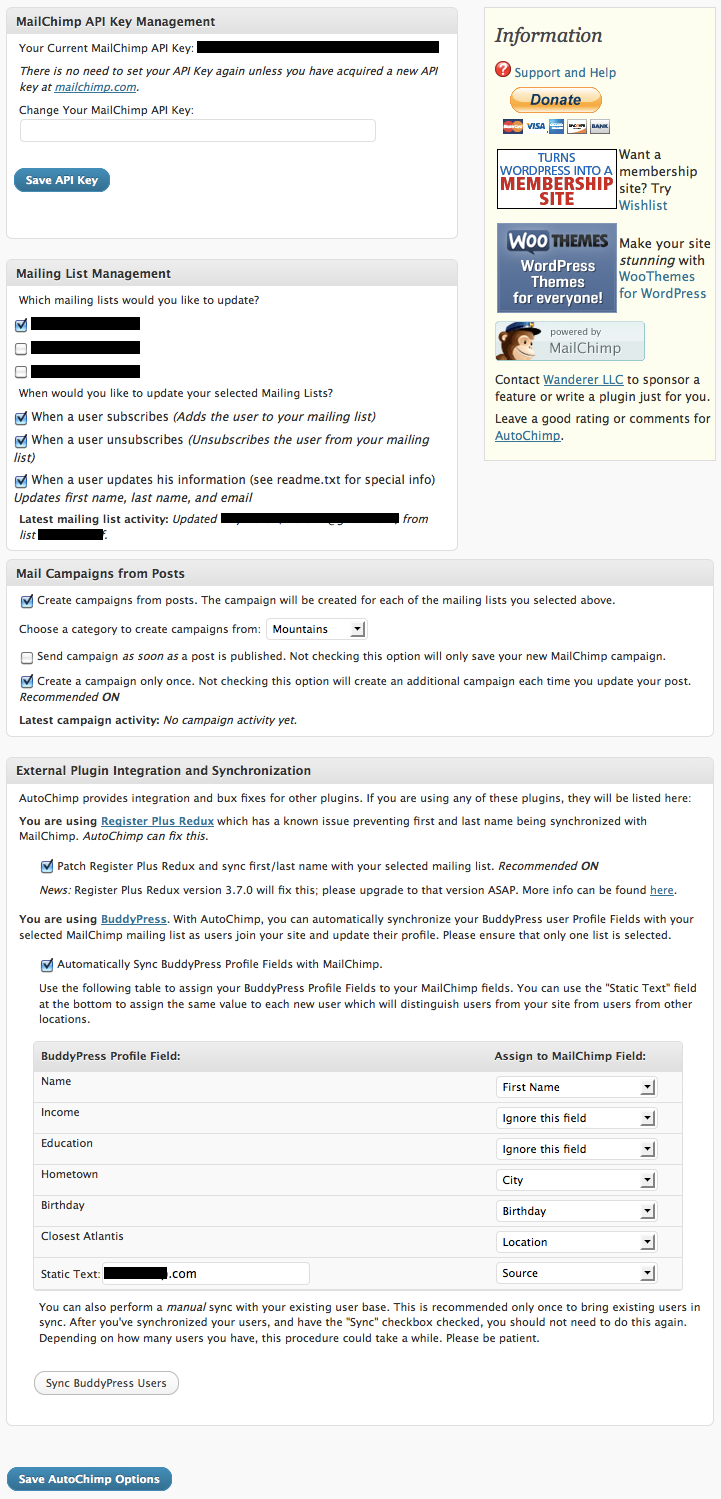 MailChimp API Key Management
Your Current MailChimp API Key:
There is no need to set your API Key again unless you have acquired a new API
key at mailchimp.com.
Change Your MailChimp API Key:
Save API Key
Mailing List Management
Which mailing lists would you like to update?
When would you like to update your selected Mailing Lists?
When a user subscribes (Adds the user to your mailing list)
When a user unsubscribes (Unsubscribes the user from your mailing
list)
When a user updates his information (see readme.txt for special info)
Updates first name, last name, and email
Latest mailing list activity: Updated from
list
Information
Support and Help
Donate
VISA
BANK
TURNS
WORDPRESS INTO A
MEMBERSHIP
SITE
Want a
membership
site? Try
Wishlist
WOO THEMES
WordPress
Themes
for everyone!
Make your site
stunning with
WooThemes
for WordPress
powered by
MailChimp
Contact Wanderer LLC to sponsor a
feature or write a plugin just for you.
Leave a good rating or comments for
AutoChimp.
Mail Campaigns from Posts
Create campaigns from posts. The campaign will be created for each of the mailing lists you selected above.
Choose a category to create campaigns from: Mountains
Send campaign as soon as a post is published. Not checking this option will only save your new MailChimp campaign.
Create a campaign only once. Not checking this option will create an additional campaign each time you update your post.
Recommended ON
Latest campaign activity: No campaign activity yet.
External Plugin Integration and Synchronization
AutoChimp provides integration and bux fixes for other plugins. If you are using any of these plugins, they will be listed here:
You are using Register Plus Redux which has a known issue preventing first and last name being synchronized with
MailChimp. AutoChimp can fix this.
Patch Register Plus Redux and sync first/last name with your selected mailing list. Recommended ON
News: Register Plus Redux version 3.7.0 will fix this; please upgrade to that version ASAP. More info can be found here.
You are using BuddyPress. With AutoChimp, you can automatically synchronize your BuddyPress user Profile Fields with your
selected MailChimp mailing list as users join your site and update their profile. Please ensure that only one list is selected.
Automatically Sync BuddyPress Profile Fields with MailChimp.
Use the following table to assign your BuddyPress Profile Fields to your MailChimp fields. You can use the "Static Text" field
at the bottom to assign the same value to each new user which will distinguish users from your site from users from other
locations.
BuddyPress Profile Field: Assign to MailChimp Field:
Name First Name
Income Ignore this field
Education Ignore this field
Hometown City
Birthday Birthday
Closest Atlantis Location
Static Text: .com Source
You can also perform a manual sync with your existing user base. This is recommended only once to bring existing users in
sync. After you've synchronized your users, and have the "Sync" checkbox checked, you should not need to do this again.
Depending on how many users you have, this procedure could take a while. Please be patient.
Sync BuddyPress Users
Save AutoChimp Options